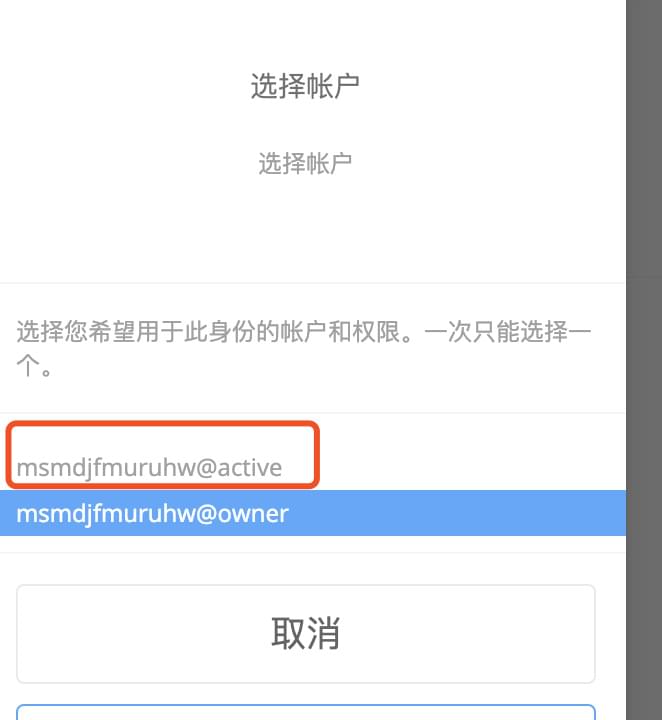 选择帐户
选择帐户
选择您希望用于此身份的帐户和权限。一次只能选择一
个。
msmdjfmuruhw@active
msmdjfmuruhw@owner
取消